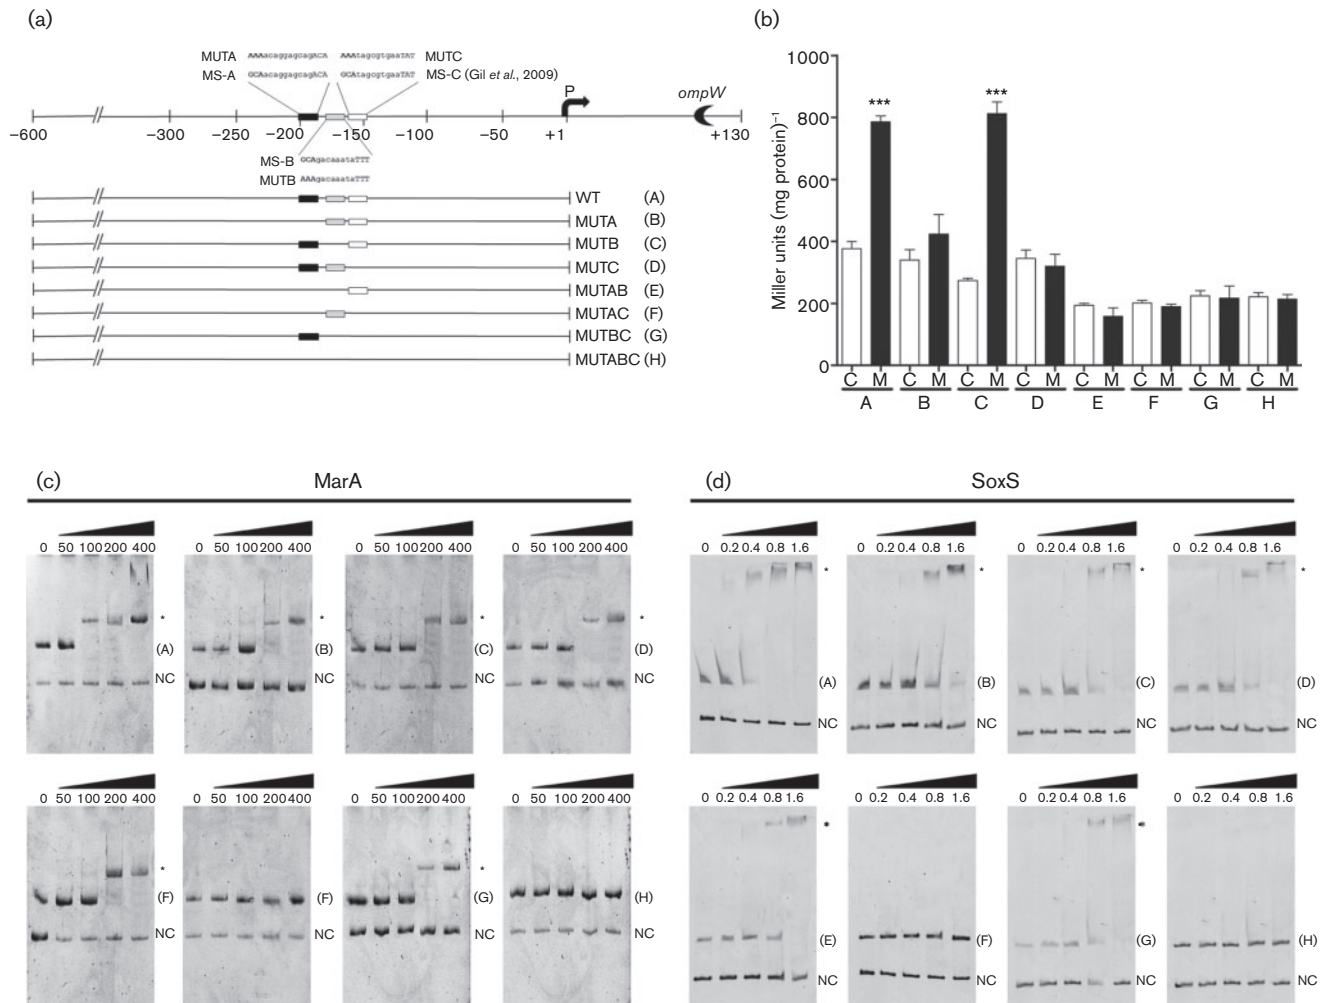 (a)
MUTA AAAacaggagcagACA AAAtagcgtgaaTAT MUTC
MS-A GCAacaggagcagACA GCAtagcgtgaaTAT MS-C (Gil et al., 2009)
P
ompW
−600 −300 −250 −200 −150 −100 −50 +1 +130
MS-B GCAgacaaataTTT
MUTB AAAgacaaataTTT
WT (A)
MUTA (B)
MUTB (C)
MUTC (D)
MUTAB (E)
MUTAC (F)
MUTBC (G)
MUTABC (H)
(b)
Miller units (mg protein)⁻¹
1000
800
600
400
200
0
*** ***
C M C M C M C M C M C M C M C M
A B C D E F G H
(c) MarA
0 50 100 200 400 0 50 100 200 400 0 50 100 200 400 0 50 100 200 400
* * * *
(A) (B) (C) (D)
NC NC NC NC
0 50 100 200 400 0 50 100 200 400 0 50 100 200 400 0 50 100 200 400
* *
(F) (F) (G) (H)
NC NC NC NC
(d) SoxS
0 0.2 0.4 0.8 1.6 0 0.2 0.4 0.8 1.6 0 0.2 0.4 0.8 1.6 0 0.2 0.4 0.8 1.6
* * * *
(A) (B) (C) (D)
NC NC NC NC
0 0.2 0.4 0.8 1.6 0 0.2 0.4 0.8 1.6 0 0.2 0.4 0.8 1.6 0 0.2 0.4 0.8 1.6
* *
(E) (F) (G) (H)
NC NC NC NC